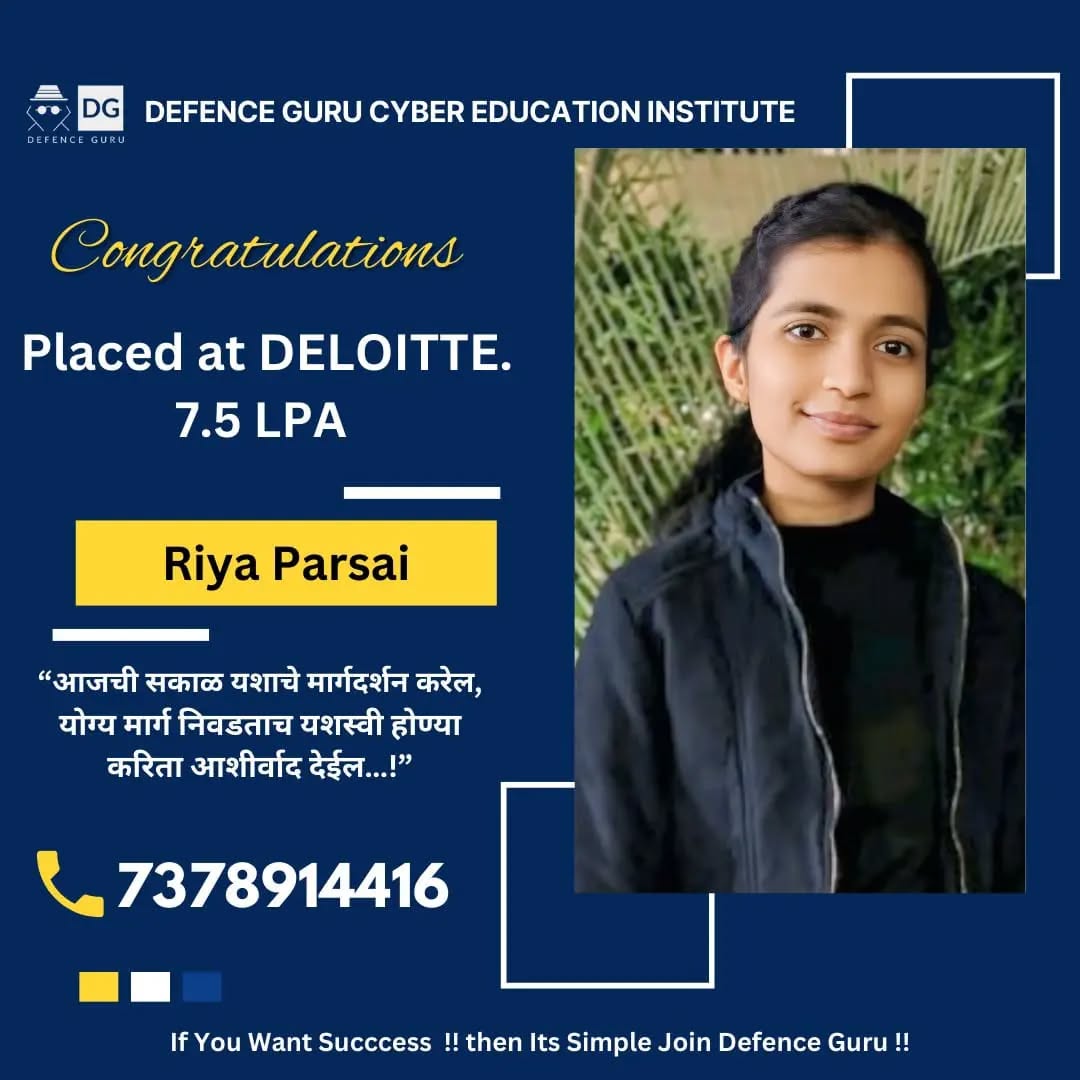 DG
DEFENCE GURU
DEFENCE GURU CYBER EDUCATION INSTITUTE
Congratulations
Placed at DELOITTE.
7.5 LPA
Riya Parsai
“आजची सकाळ यशाचे मार्गदर्शन करेल,
योग्य मार्ग निवडताच यशस्वी होण्या
करिता आशीर्वाद देईल...!”
7378914416
If You Want Succcess !! then Its Simple Join Defence Guru !!